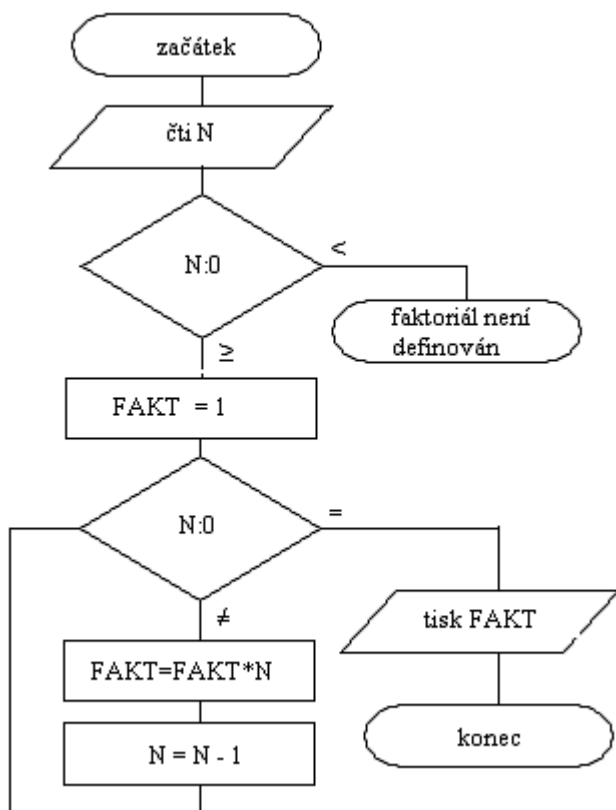 začátek
čti N
N:0
<
faktoriál není
definován
≥
FAKT = 1
N:0
=
≠
tisk FAKT
FAKT=FAKT*N
N = N - 1
konec